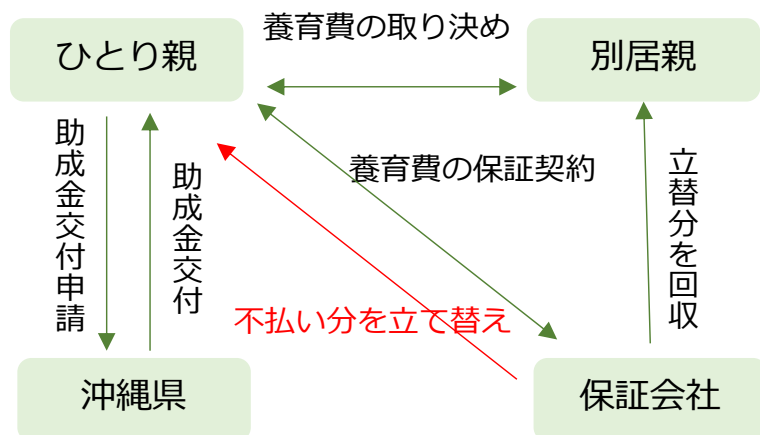 養育費の取り決め
ひとり親
別居親
助成金交付申請
助成金交付
養育費の保証契約
立替分を回収
不払い分を立て替え
沖縄県
保証会社